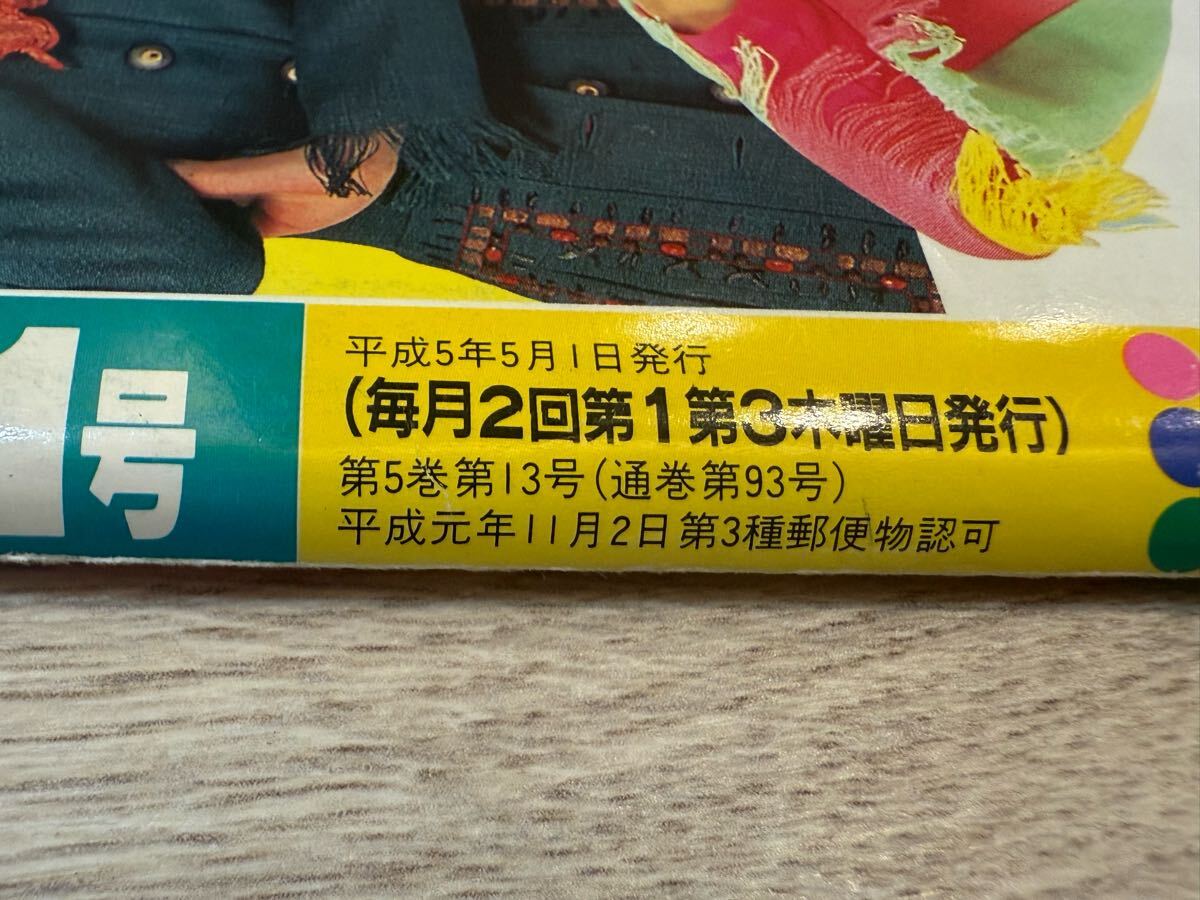 1号
平成5年5月1日発行
(毎月2回第1第3木曜日発行)
第5巻第13号(通巻第93号)
平成元年11月2日第3種郵便物認可